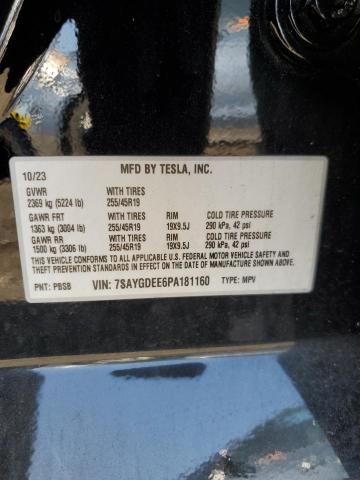 MFD BY TESLA, INC.
10/23
GVWR WITH TIRES
2369 kg (5224 lb) 255/45R19
GAWR FRT WITH TIRES RIM COLD TIRE PRESSURE
1363 kg (3004 lb) 255/45R19 19X9.5J 290 kPa, 42 psi
GAWR RR WITH TIRES RIM COLD TIRE PRESSURE
1500 kg (3306 lb) 255/45R19 19X9.5J 290 kPa, 42 psi
THIS VEHICLE CONFORMS TO ALL APPLICABLE U.S. FEDERAL MOTOR VEHICLE SAFETY AND
THEFT PREVENTION STANDARDS IN EFFECT ON THE DATE OF MANUFACTURE SHOWN ABOVE.
PNT: PBSB VIN: 7SAYGDEE6PA181160 TYPE: MPV